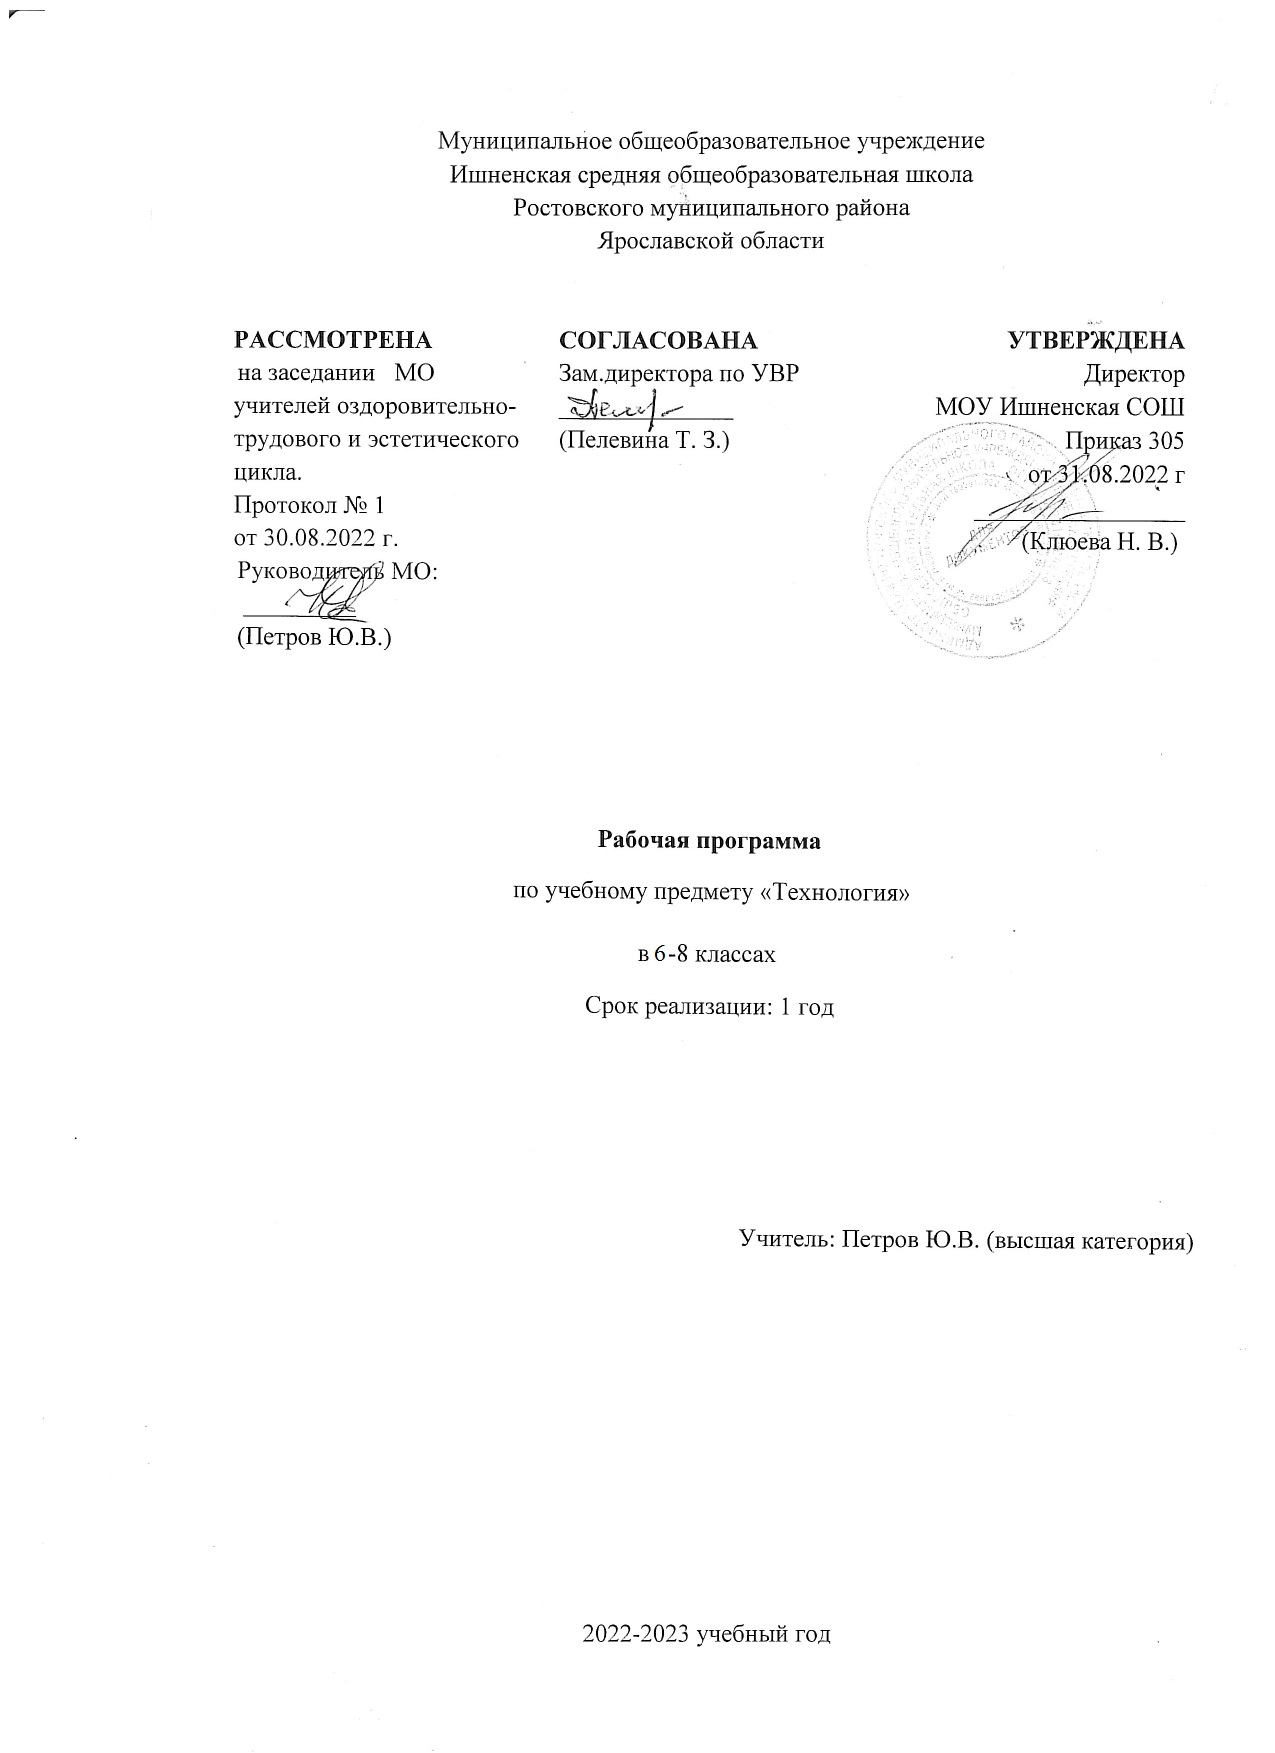 Муниципальное общеобразовательное учреждение
Ишненская средняя общеобразовательная школа
Ростовского муниципального района
Ярославской области
РАССМОТРЕНА
на заседании МО
учителей оздоровительно-
трудового и эстетического
цикла.
Протокол № 1
от 30.08.2022 г.
Руководитель МО:
(Петров Ю.В.)
СОГЛАСОВАНА
Зам.директора по УВР
(Пелевина Т. З.)
УТВЕРЖДЕНА
Директор
МОУ Ишненская СОШ
Приказ 305
от 31.08.2022 г
(Клюева Н. В.)
ДЛЯ
ДОКУМЕНТОВ
Рабочая программа
по учебному предмету «Технология»
в 6-8 классах
Срок реализации: 1 год
Учитель: Петров Ю.В. (высшая категория)
2022-2023 учебный год